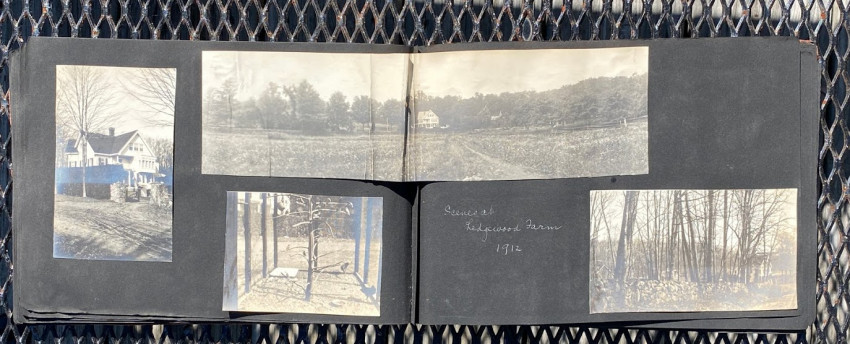 Scenes at
Ledgewood Farm
1912